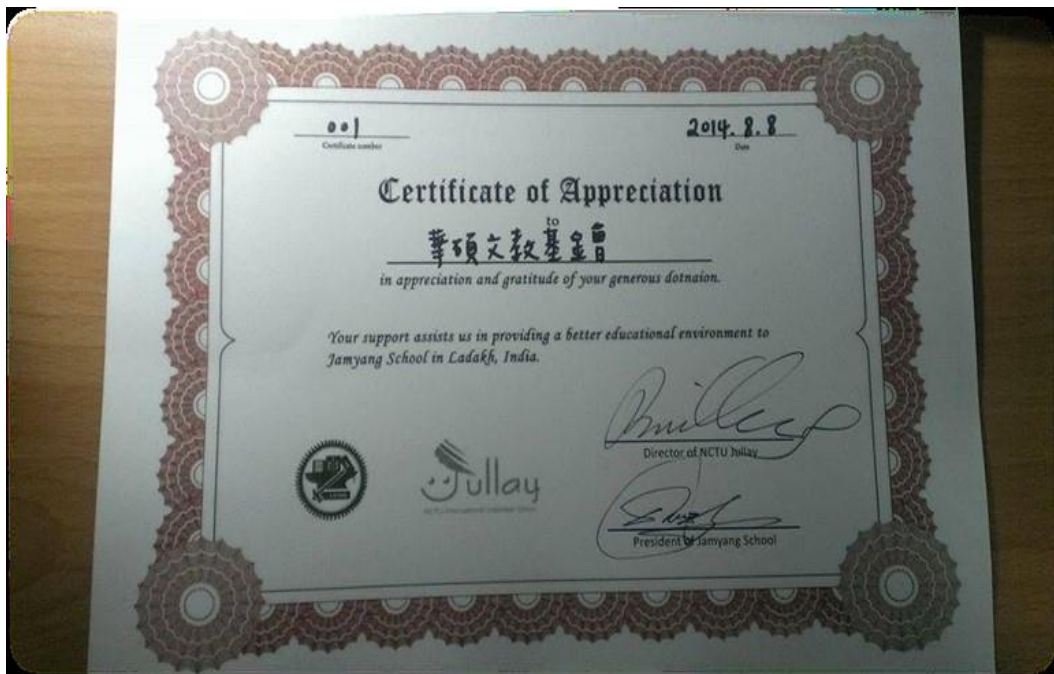 001
2014. 8. 8
Certificate number
Date
Certificate of Appreciation
to
華碩文教基金會
in appreciation and gratitude of your generous dotnaion.
Your support assists us in providing a better educational environment to
Jamyang School in Ladakh, India.
Director of NCTU Jullay
Jullay
President of Jamyang School